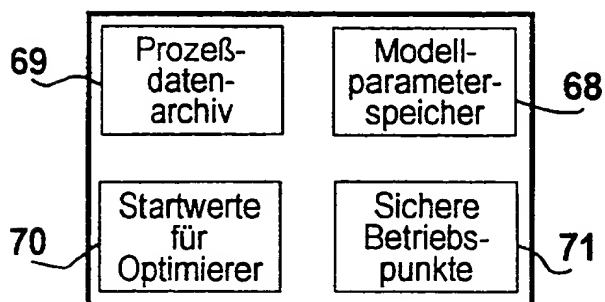 69
Prozeß-
daten-
archiv
Modell-
parameter-
speicher
68
70
Startwerte
für
Optimierer
Sichere
Betriebs-
punkte
71